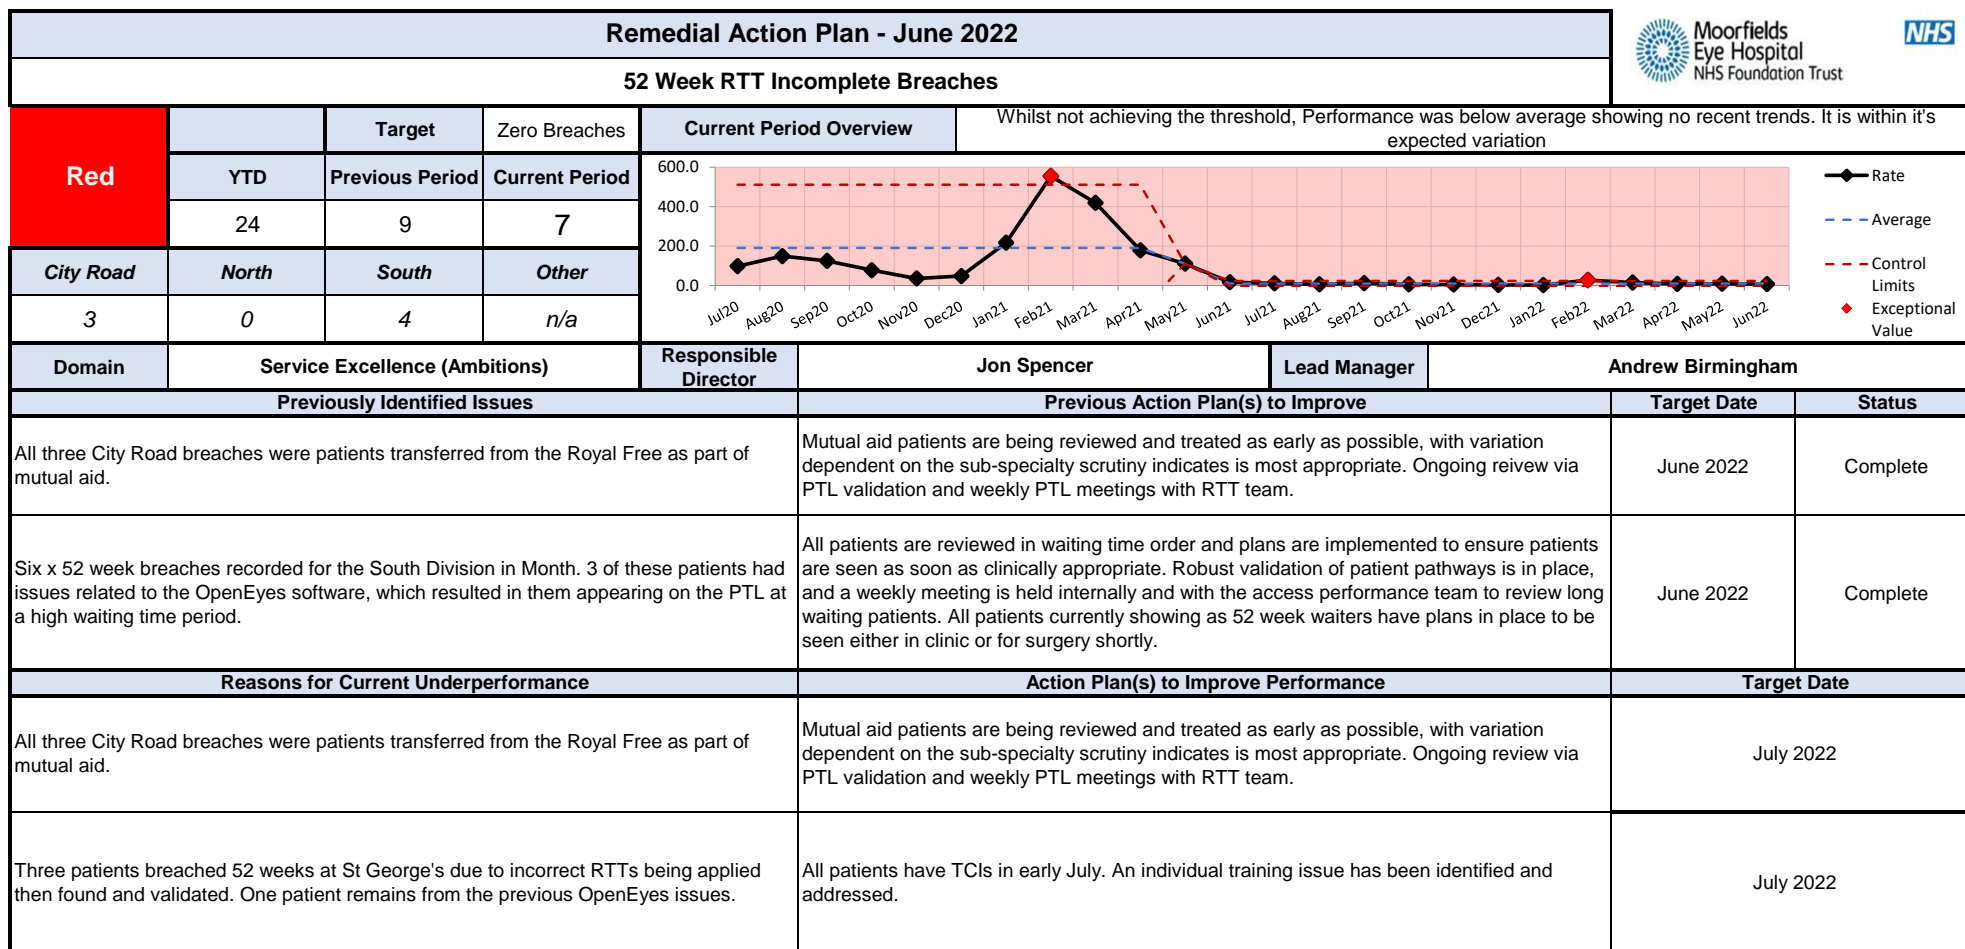 Remedial Action Plan - June 2022
52 Week RTT Incomplete Breaches
Moorfields
Eye Hospital
NHS Foundation Trust
NHS
Red
Target
Zero Breaches
YTD
Previous Period
Current Period
24
9
7
City Road
North
South
Other
3
0
4
n/a
Current Period Overview
Whilst not achieving the threshold, Performance was below average showing no recent trends. It is within it's
expected variation
600.0
400.0
200.0
0.0
Jul20
Aug20
Sep20
Oct20
Nov20
Dec20
Jan21
Feb21
Mar21
Apr21
May21
Jun21
Jul21
Aug21
Sep21
Oct21
Nov21
Dec21
Jan22
Feb22
Mar22
Apr22
May22
Jun22
Rate
Average
Control
Limits
Exceptional
Value
Domain
Service Excellence (Ambitions)
Responsible
Director
Jon Spencer
Lead Manager
Andrew Birmingham
Previously Identified Issues
Previous Action Plan(s) to Improve
Target Date
Status
All three City Road breaches were patients transferred from the Royal Free as part of
mutual aid.
Mutual aid patients are being reviewed and treated as early as possible, with variation
dependent on the sub-specialty scrutiny indicates is most appropriate. Ongoing reivew via
PTL validation and weekly PTL meetings with RTT team.
June 2022
Complete
Six x 52 week breaches recorded for the South Division in Month. 3 of these patients had
issues related to the OpenEyes software, which resulted in them appearing on the PTL at
a high waiting time period.
All patients are reviewed in waiting time order and plans are implemented to ensure patients
are seen as soon as clinically appropriate. Robust validation of patient pathways is in place,
and a weekly meeting is held internally and with the access performance team to review long
waiting patients. All patients currently showing as 52 week waiters have plans in place to be
seen either in clinic or for surgery shortly.
June 2022
Complete
Reasons for Current Underperformance
Action Plan(s) to Improve Performance
Target Date
All three City Road breaches were patients transferred from the Royal Free as part of
mutual aid.
Mutual aid patients are being reviewed and treated as early as possible, with variation
dependent on the sub-specialty scrutiny indicates is most appropriate. Ongoing review via
PTL validation and weekly PTL meetings with RTT team.
July 2022
Three patients breached 52 weeks at St George's due to incorrect RTTs being applied
then found and validated. One patient remains from the previous OpenEyes issues.
All patients have TCIs in early July. An individual training issue has been identified and
addressed.
July 2022